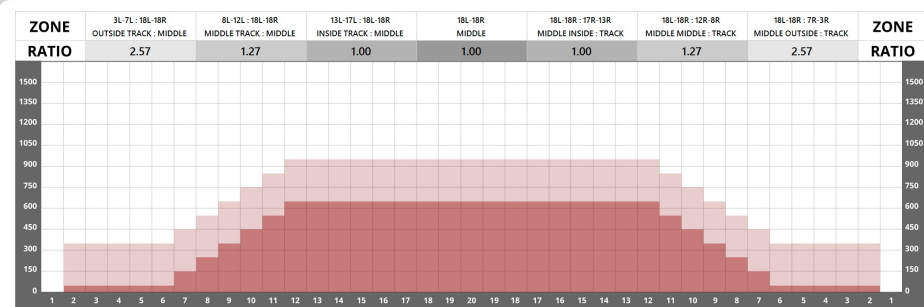 ZONE 3L-7L : 18L-18R 8L-12L : 18L-18R 13L-17L : 18L-18R 18L-18R 18L-18R : 17R-13R 18L-18R : 12R-8R 18L-18R : 7R-3R ZONE
OUTSIDE TRACK : MIDDLE MIDDLE TRACK : MIDDLE INSIDE TRACK : MIDDLE MIDDLE MIDDLE INSIDE : TRACK MIDDLE MIDDLE : TRACK MIDDLE OUTSIDE : TRACK
RATIO 2.57 1.27 1.00 1.00 1.00 1.27 2.57 RATIO
1500 1500
1350 1350
1200 1200
1050 1050
900 900
750 750
600 600
450 450
300 300
150 150
0 0
1 2 3 4 5 6 7 8 9 10 11 12 13 14 15 16 17 18 19 20 19 18 17 16 15 14 13 12 11 10 9 8 7 6 5 4 3 2 1